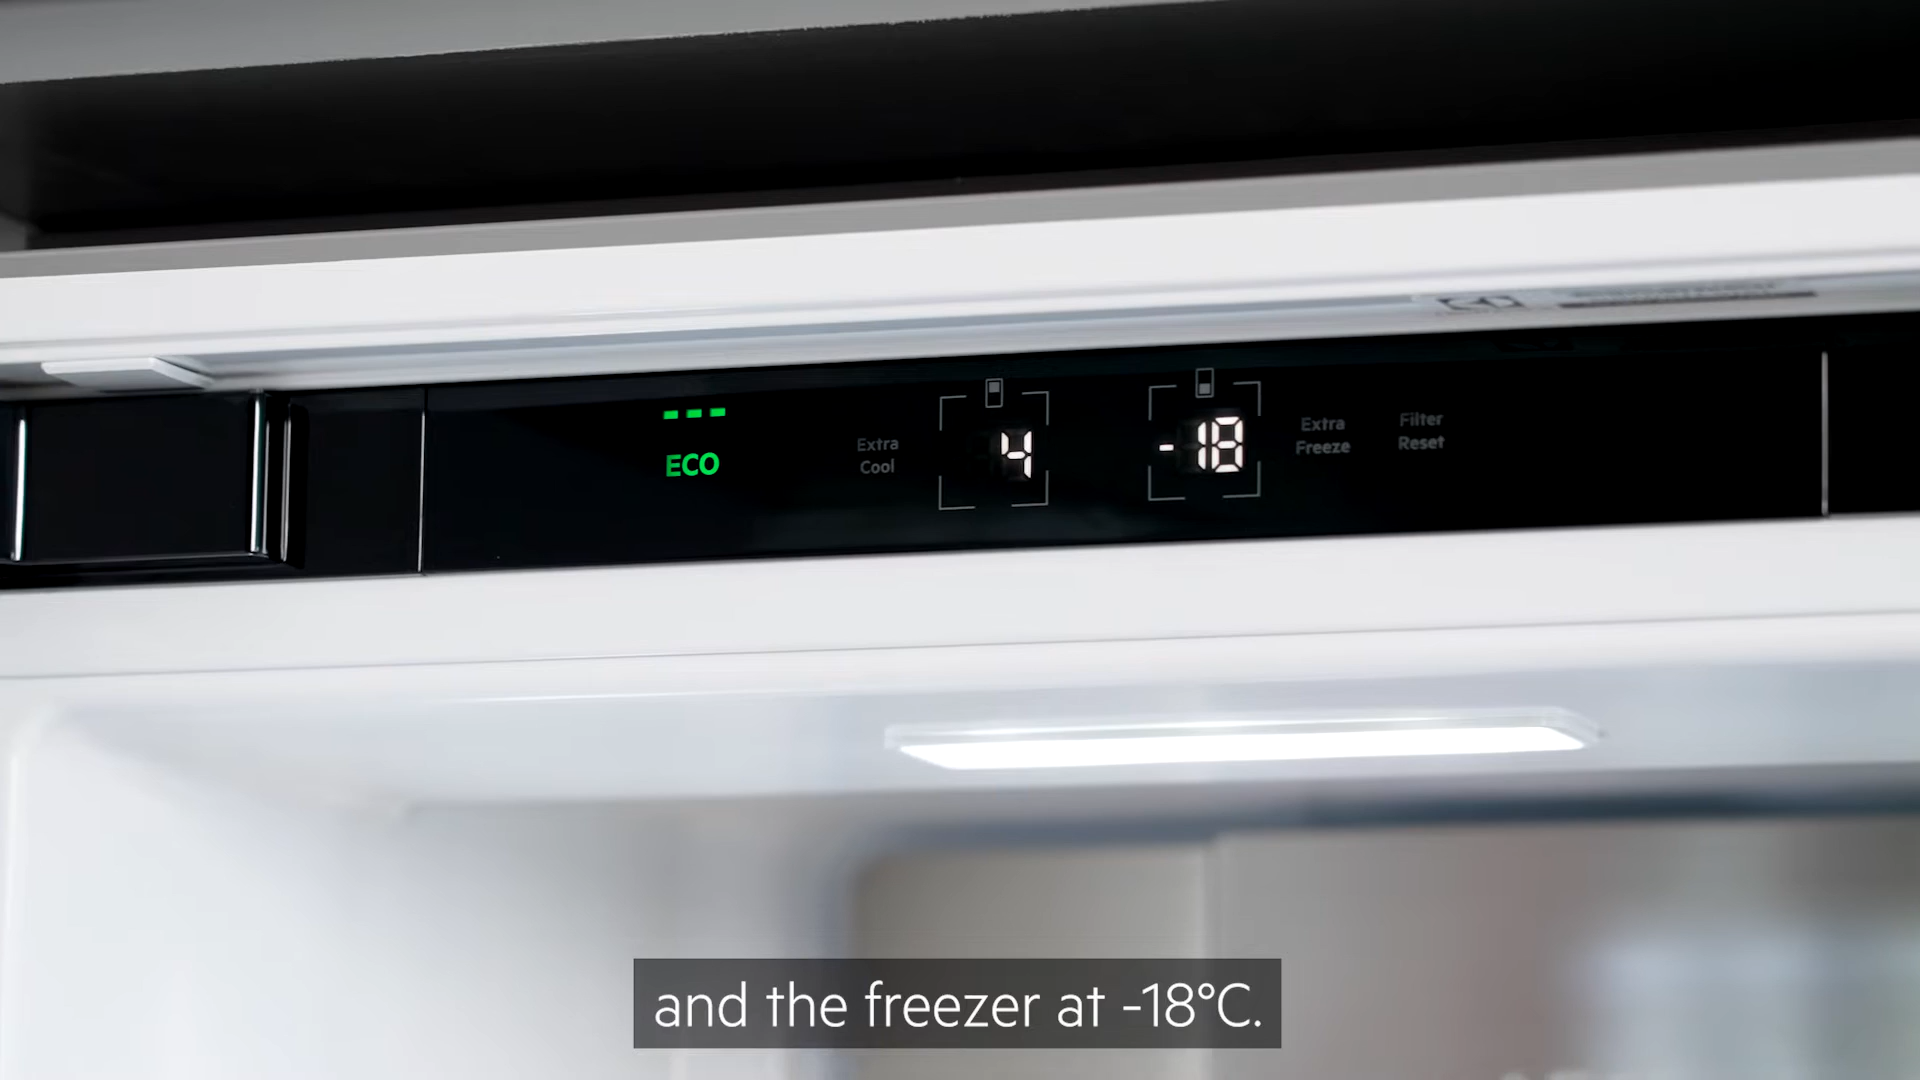 ECO
Extra
Cool
4
-18
Extra
Freeze
Filter
Reset
and the freezer at -18°C.